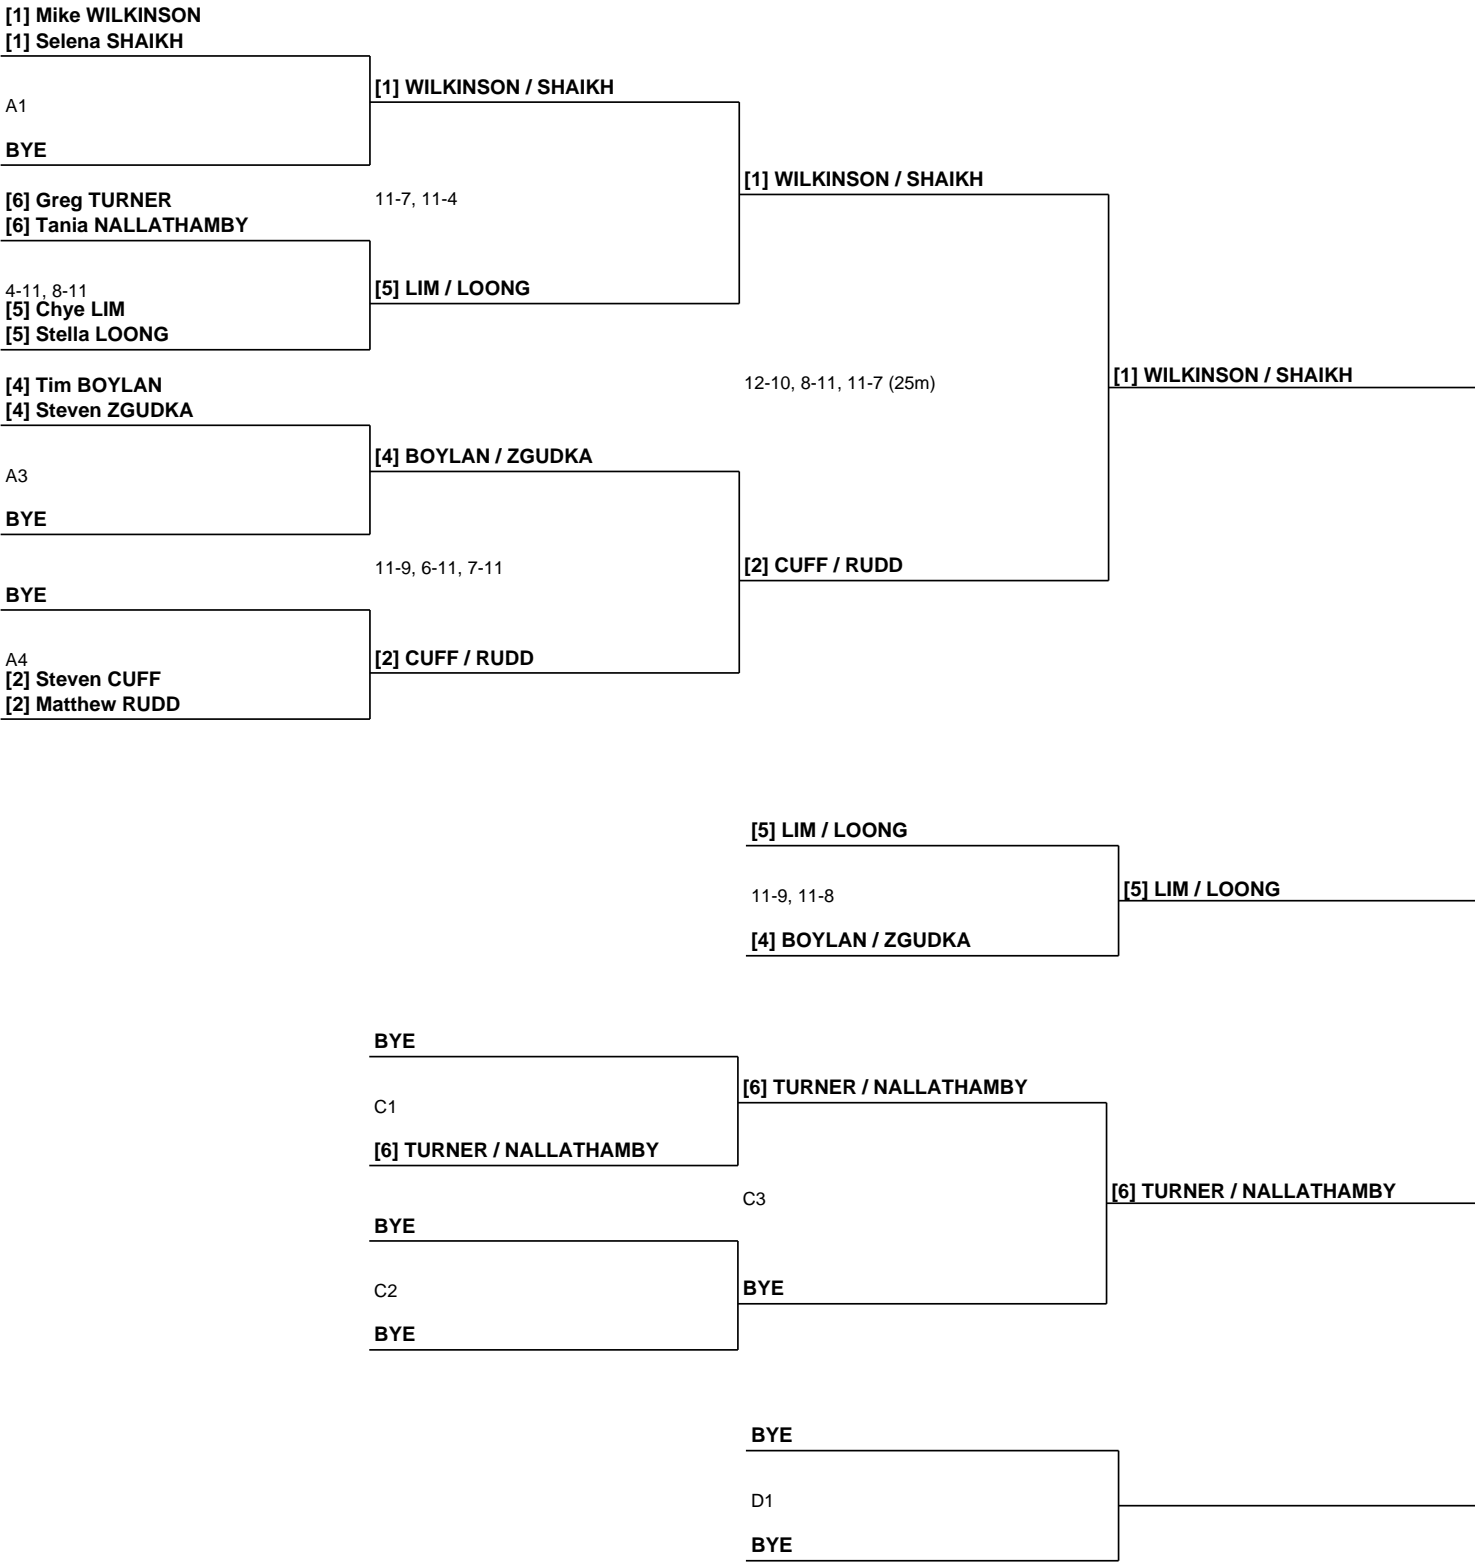 [1] Mike WILKINSON
[1] Selena SHAIKH
[1] WILKINSON / SHAIKH
A1
BYE
[1] WILKINSON / SHAIKH
[6] Greg TURNER
11-7, 11-4
[6] Tania NALLATHAMBY
4-11, 8-11
[5] LIM / LOONG
[5] Chye LIM
[5] Stella LOONG
[4] Tim BOYLAN
12-10, 8-11, 11-7 (25m)
[1] WILKINSON / SHAIKH
[4] Steven ZGUDKA
[4] BOYLAN / ZGUDKA
A3
BYE
11-9, 6-11, 7-11
[2] CUFF / RUDD
BYE
A4
[2] CUFF / RUDD
[2] Steven CUFF
[2] Matthew RUDD
[5] LIM / LOONG
11-9, 11-8
[5] LIM / LOONG
[4] BOYLAN / ZGUDKA
BYE
[6] TURNER / NALLATHAMBY
C1
[6] TURNER / NALLATHAMBY
C3
[6] TURNER / NALLATHAMBY
BYE
C2
BYE
BYE
BYE
D1
BYE